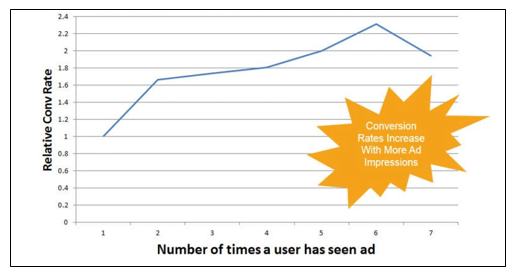 2.4
2.2
2
1.8
1.6
1.4
1.2
1
0.8
0.6
0.4
0.2
0
Relative Conv Rate
Conversion
Rates Increase
With More Ad
Impressions
1 2 3 4 5 6 7
Number of times a user has seen ad